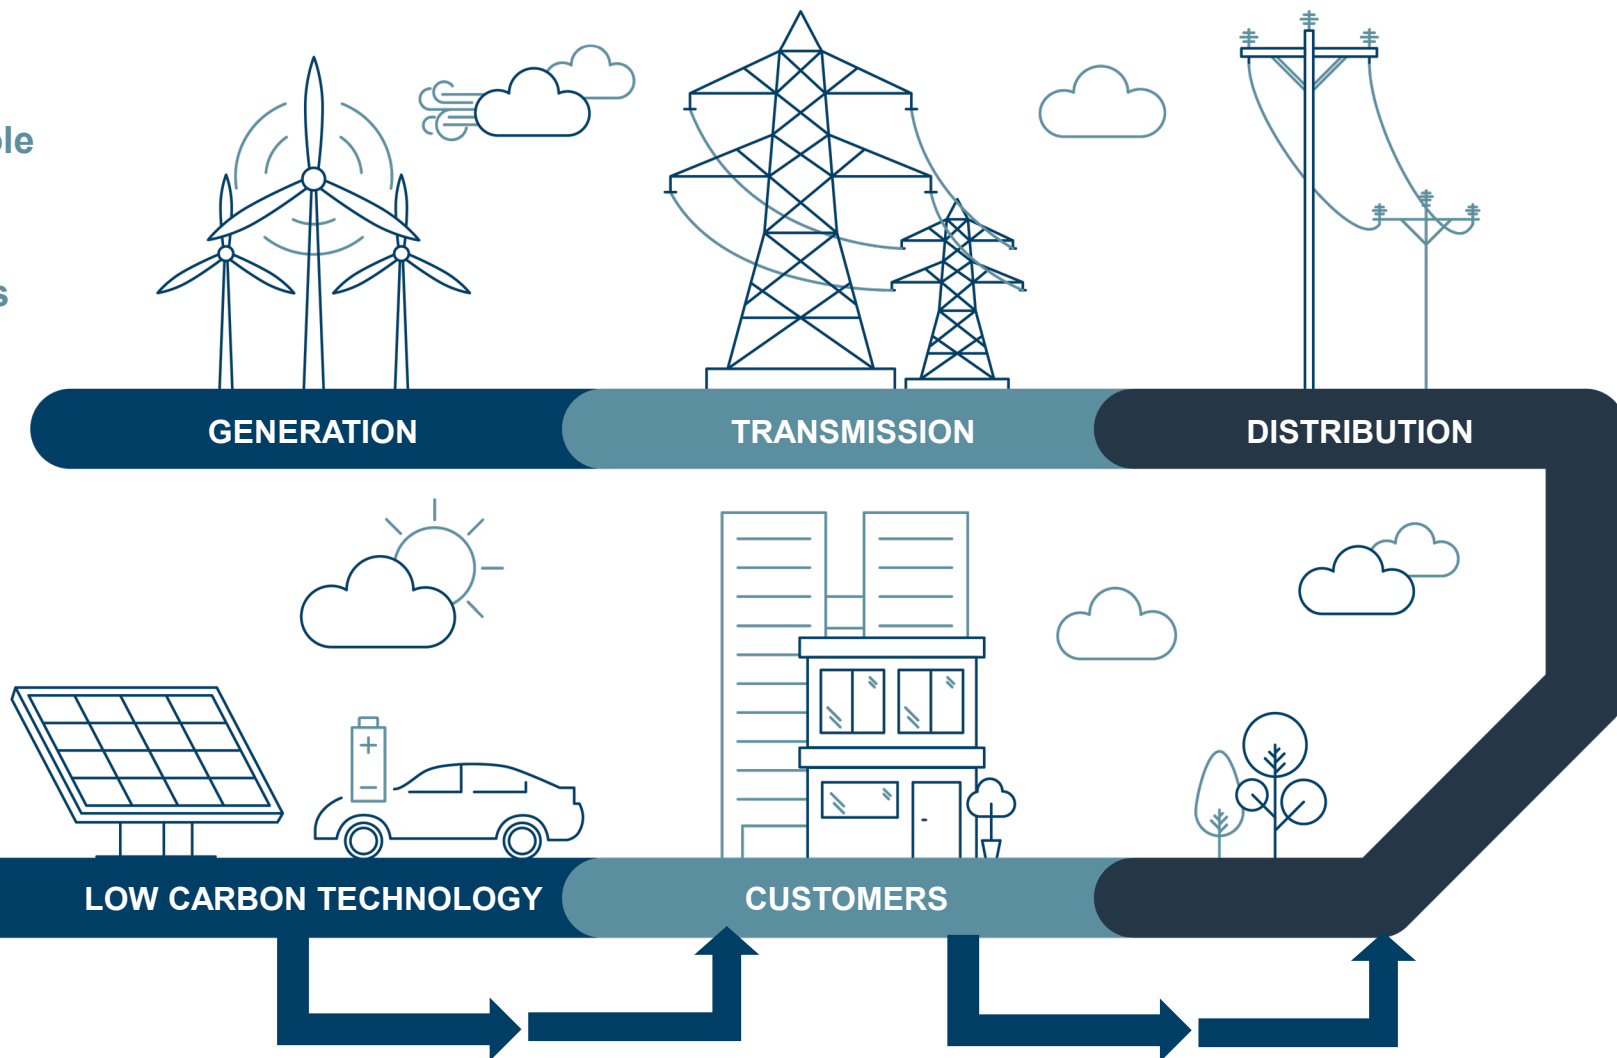 GENERATION
TRANSMISSION
DISTRIBUTION
LOW CARBON TECHNOLOGY
CUSTOMERS